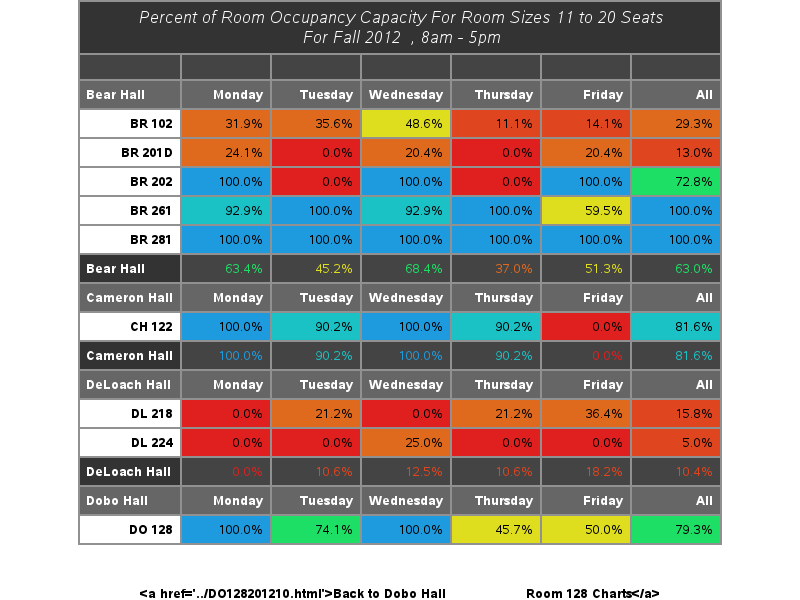 Percent of Room Occupancy Capacity For Room Sizes 11 to 20 Seats
For Fall 2012 , 8am - 5pm
Bear Hall Monday Tuesday Wednesday Thursday Friday All
BR 102 31.9% 35.6% 48.6% 11.1% 14.1% 29.3%
BR 201D 24.1% 0.0% 20.4% 0.0% 20.4% 13.0%
BR 202 100.0% 0.0% 100.0% 0.0% 100.0% 72.8%
BR 261 92.9% 100.0% 92.9% 100.0% 59.5% 100.0%
BR 281 100.0% 100.0% 100.0% 100.0% 100.0% 100.0%
Bear Hall 63.4% 45.2% 68.4% 37.0% 51.3% 63.0%
Cameron Hall Monday Tuesday Wednesday Thursday Friday All
CH 122 100.0% 90.2% 100.0% 90.2% 0.0% 81.6%
Cameron Hall 100.0% 90.2% 100.0% 90.2% 0.0% 81.6%
DeLoach Hall Monday Tuesday Wednesday Thursday Friday All
DL 218 0.0% 21.2% 0.0% 21.2% 36.4% 15.8%
DL 224 0.0% 0.0% 25.0% 0.0% 0.0% 5.0%
DeLoach Hall 0.0% 10.6% 12.5% 10.6% 18.2% 10.4%
Dobo Hall Monday Tuesday Wednesday Thursday Friday All
DO 128 100.0% 74.1% 100.0% 45.7% 50.0% 79.3%
<a href='../DO128201210.html'>Back to Dobo Hall Room 128 Charts</a>